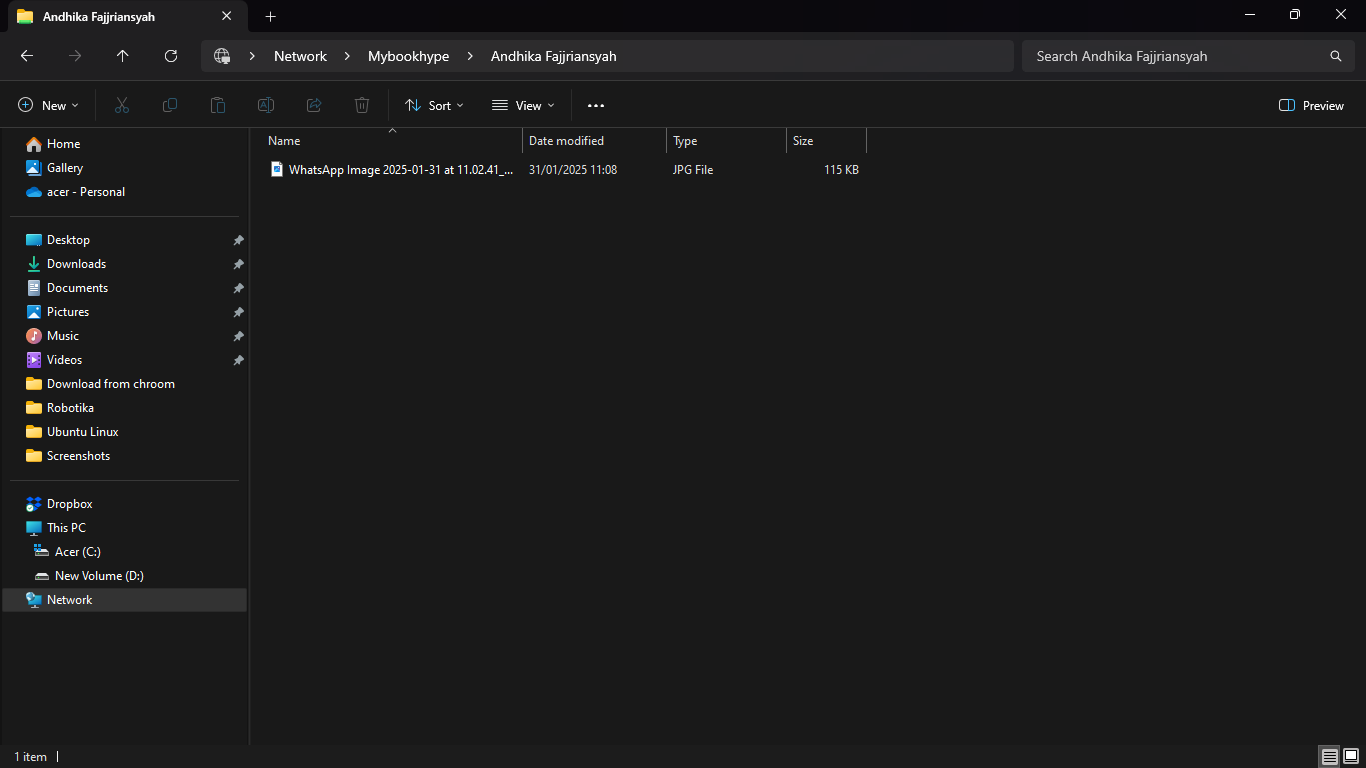 Andhika Fajjriansyah
Network > Mybookhype > Andhika Fajjriansyah
Search Andhika Fajjriansyah
New
Sort
View
Preview
Home
Gallery
acer - Personal
Desktop
Downloads
Documents
Pictures
Music
Videos
Download from chroom
Robotika
Ubuntu Linux
Screenshots
Dropbox
This PC
Acer (C:)
New Volume (D:)
Network
Name Date modified Type Size
WhatsApp Image 2025-01-31 at 11.02.41_... 31/01/2025 11:08 JPG File 115 KB
1 item